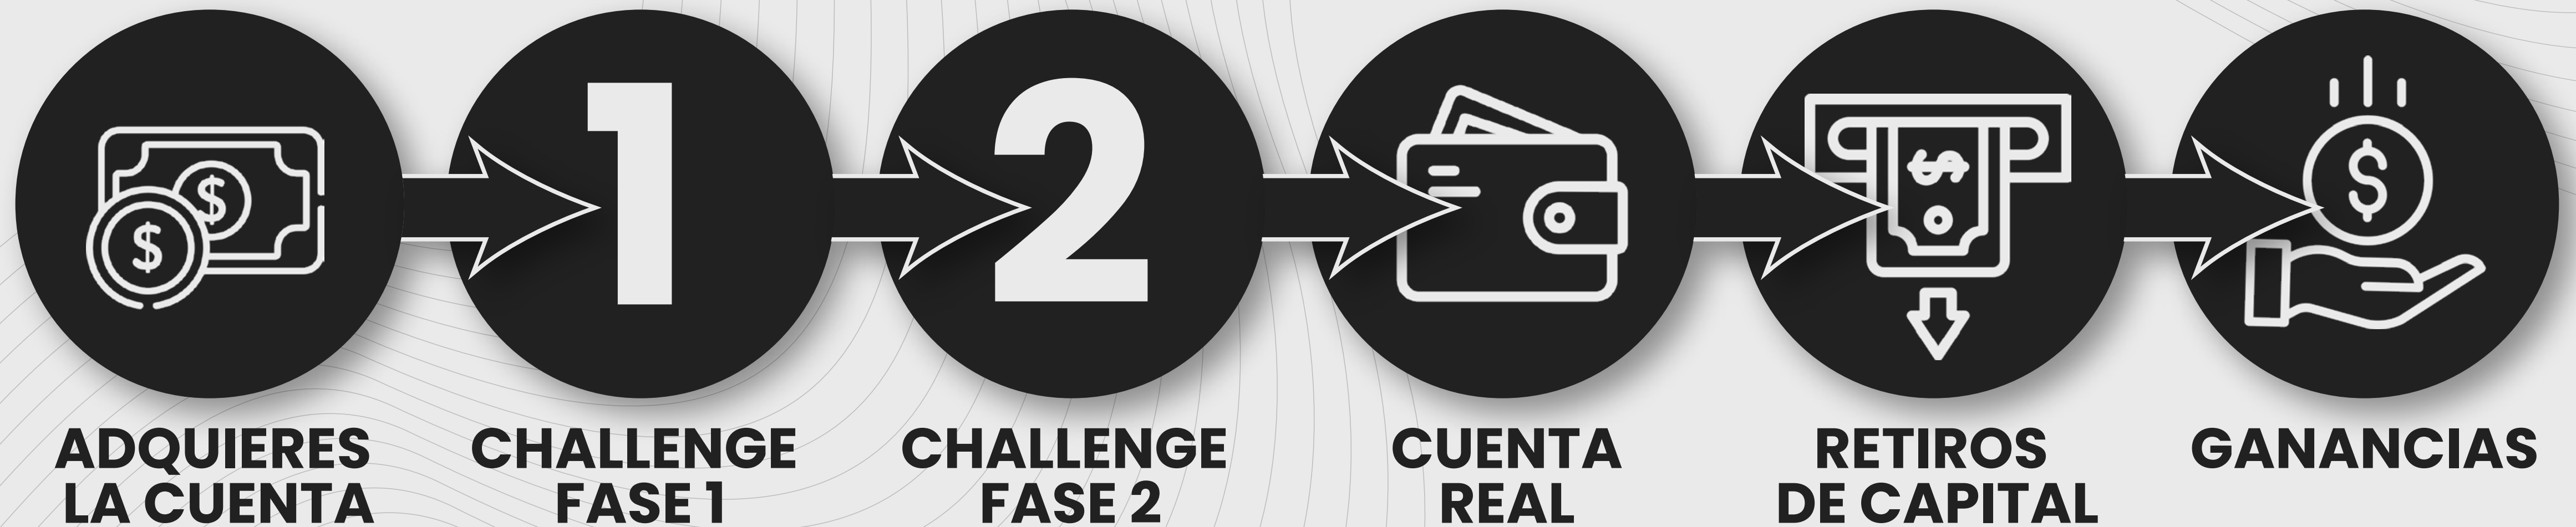 $
$
1
2
$
$
ADQUIERES
LA CUENTA
CHALLENGE
FASE 1
CHALLENGE
FASE 2
CUENTA
REAL
RETIROS
DE CAPITAL
GANANCIAS